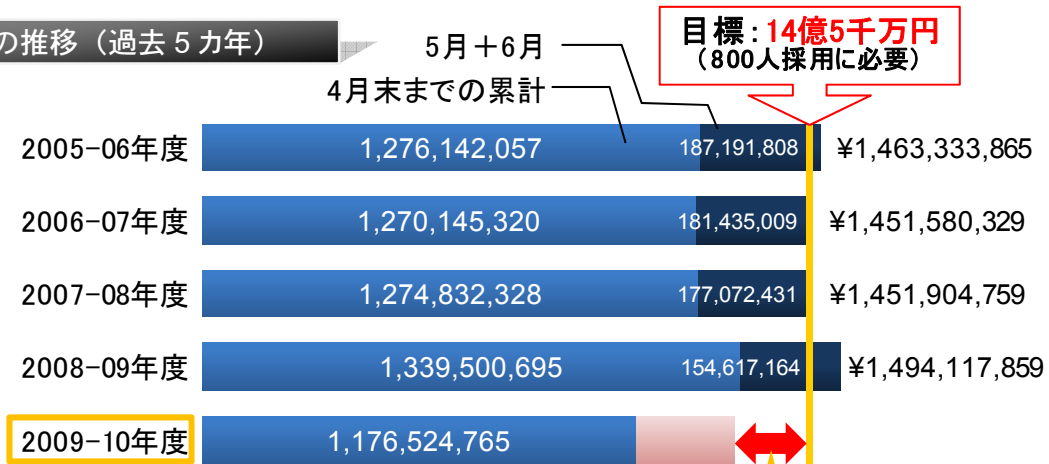 の推移（過去５カ年）
5月＋6月
4月末までの累計
目標：14億5千万円
（800人採用に必要）
2005-06年度 1,276,142,057 187,191,808 ¥1,463,333,865
2006-07年度 1,270,145,320 181,435,009 ¥1,451,580,329
2007-08年度 1,274,832,328 177,072,431 ¥1,451,904,759
2008-09年度 1,339,500,695 154,617,164 ¥1,494,117,859
2009-10年度 1,176,524,765